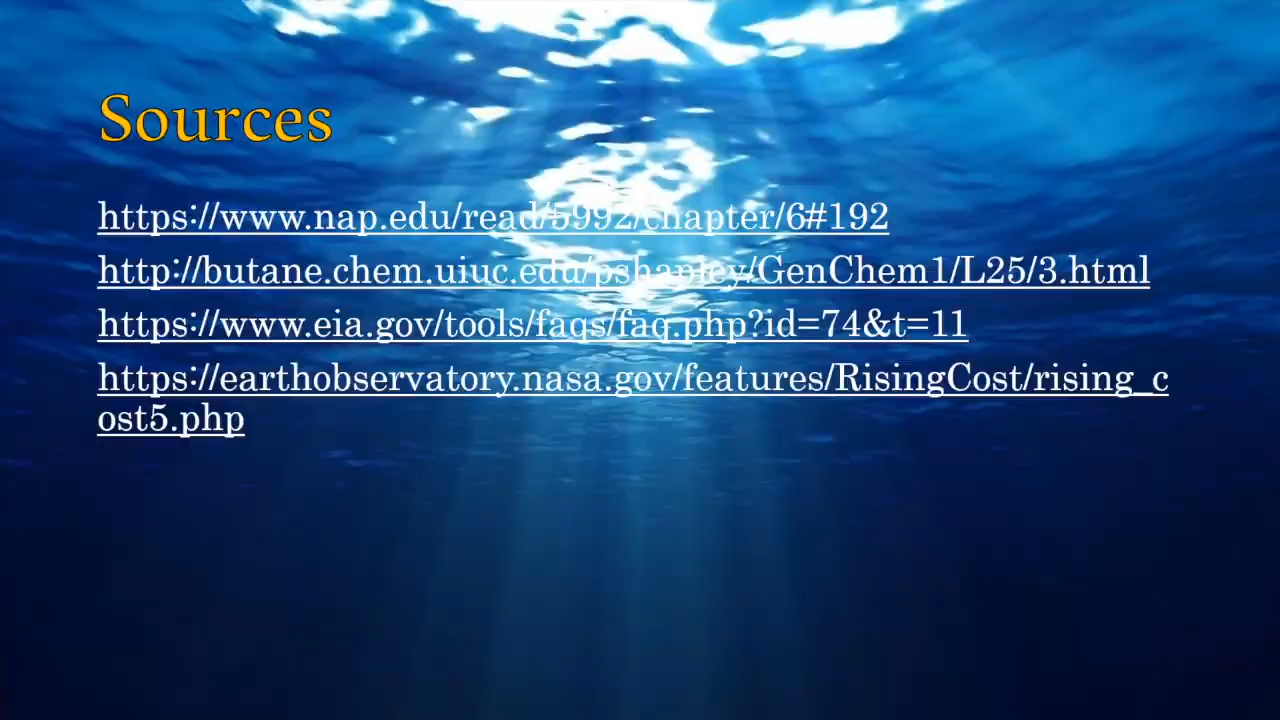 Sources
https://www.nap.edu/read/5992/chapter/6#192
http://butane.chem.uiuc.edu/pshapley/GenChem1/L25/3.html
https://www.eia.gov/tools/faqs/faq.php?id=74&t=11
https://earthobservatory.nasa.gov/features/RisingCost/rising_c
ost5.php